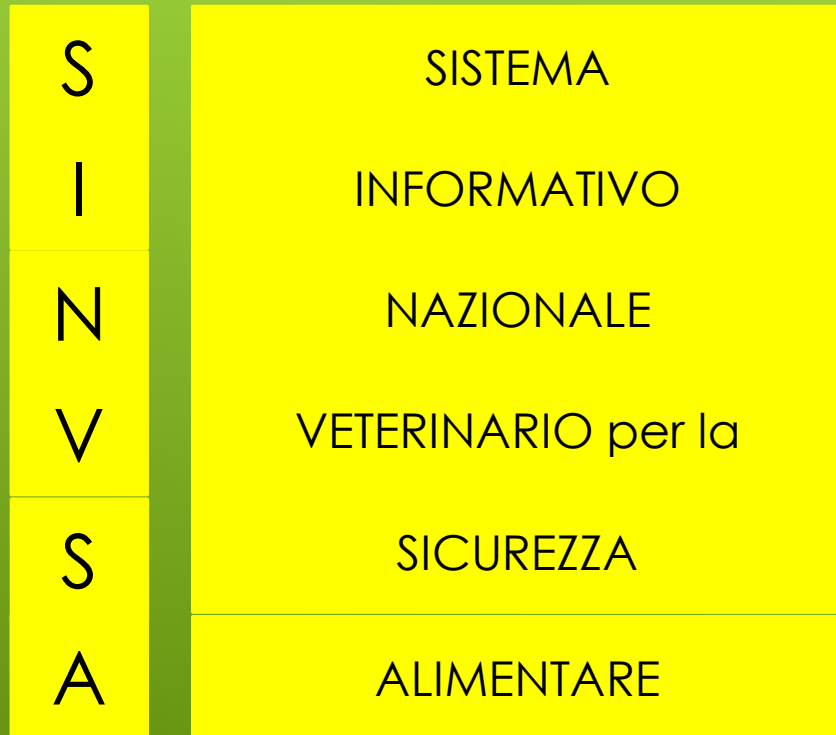 S SISTEMA
I INFORMATIVO
N NAZIONALE
V VETERINARIO per la
S SICUREZZA
A ALIMENTARE